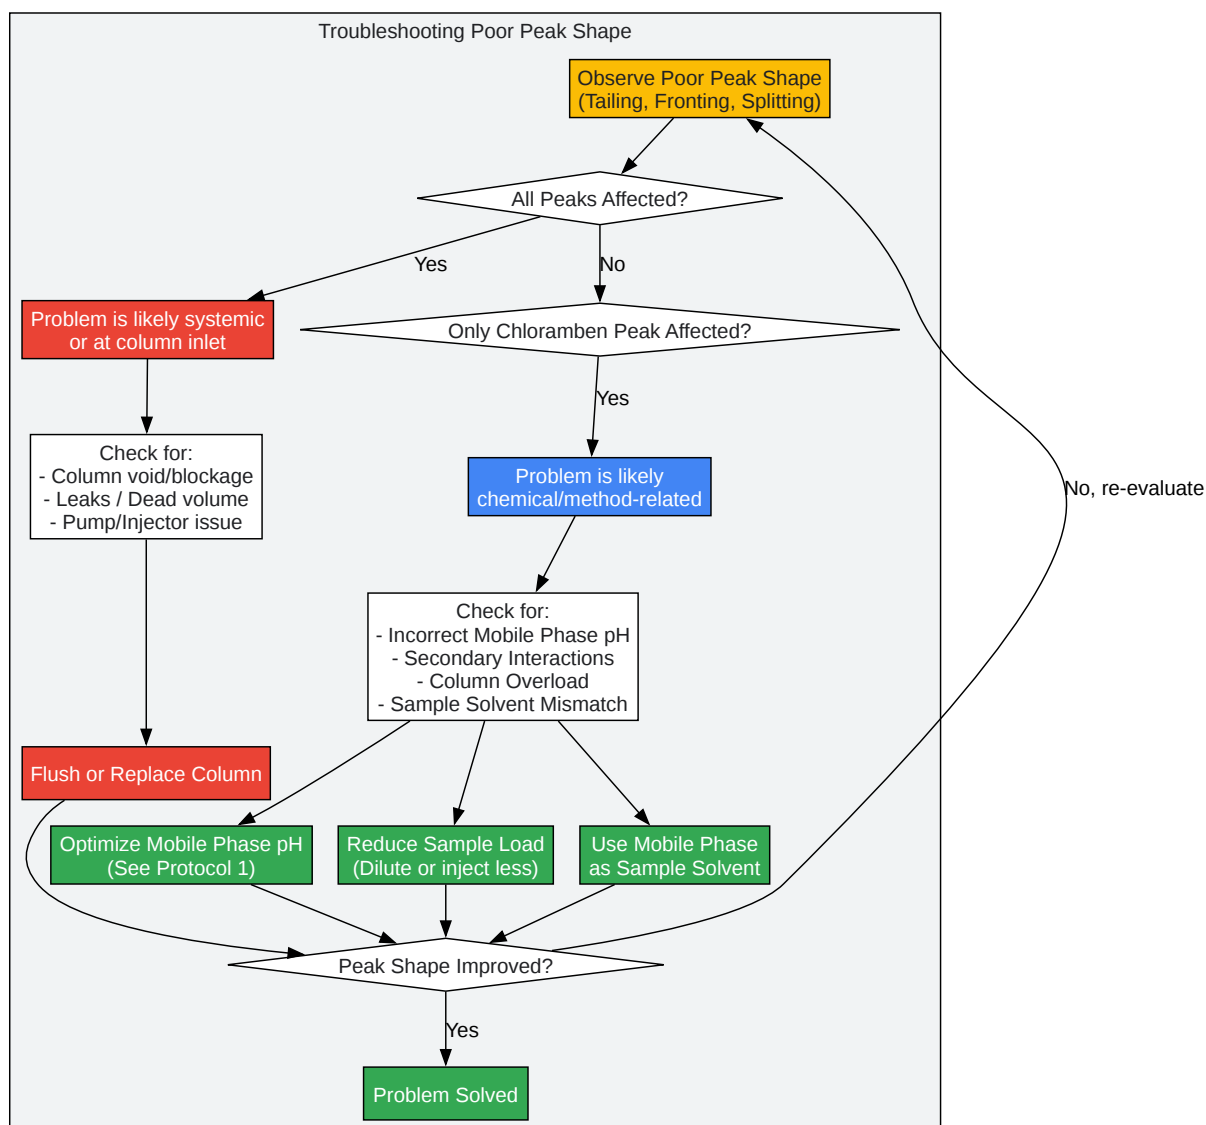 Troubleshooting Poor Peak Shape
Observe Poor Peak Shape
(Tailing, Fronting, Splitting)
All Peaks Affected?
Yes
No
Problem is likely systemic
or at column inlet
Only Chloramben Peak Affected?
Yes
Check for:
- Column void/blockage
- Leaks / Dead volume
- Pump/Injector issue
Problem is likely
chemical/method-related
No, re-evaluate
Check for:
- Incorrect Mobile Phase pH
- Secondary Interactions
- Column Overload
- Sample Solvent Mismatch
Flush or Replace Column
Optimize Mobile Phase pH
(See Protocol 1)
Reduce Sample Load
(Dilute or inject less)
Use Mobile Phase
as Sample Solvent
Peak Shape Improved?
Yes
Problem Solved